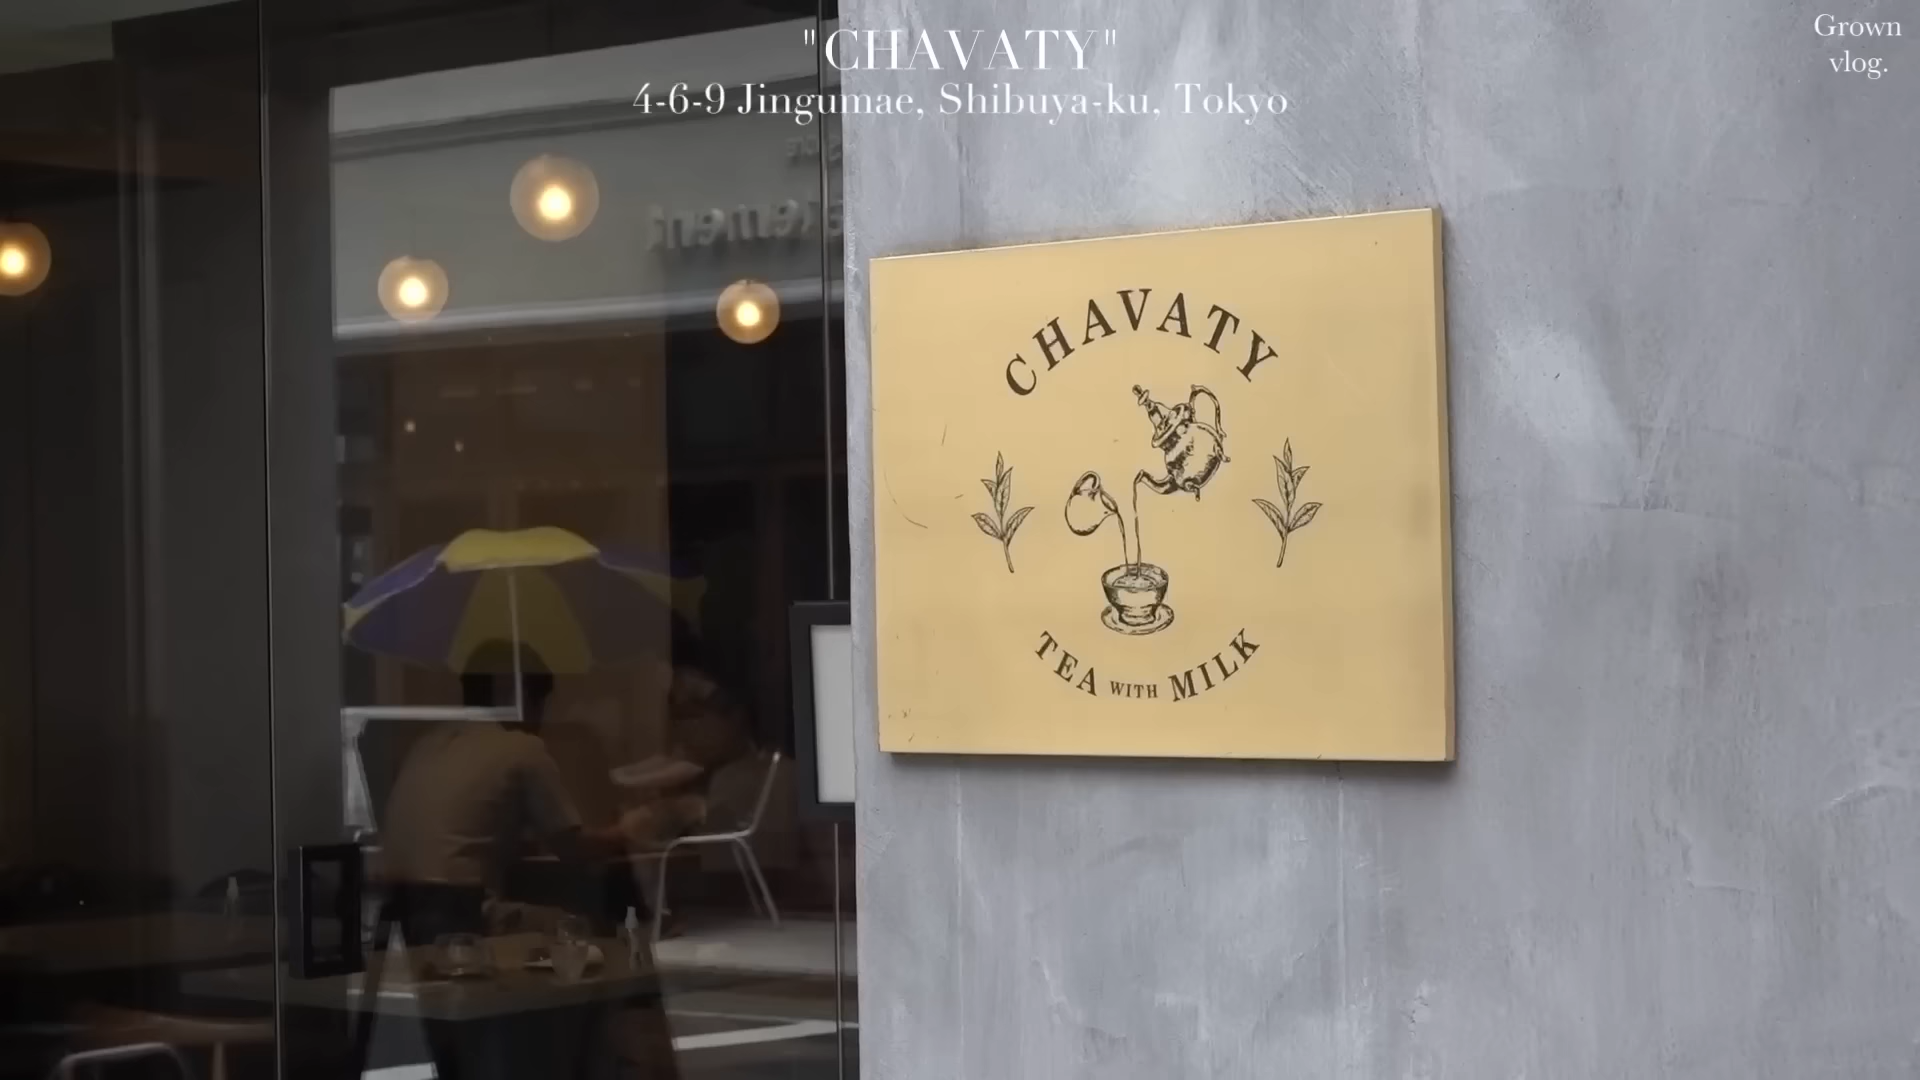 "CHAVATY"
4-6-9 Jingumae, Shibuya-ku, Tokyo
Grown
vlog.
CHAVATY
TEA WITH MILK